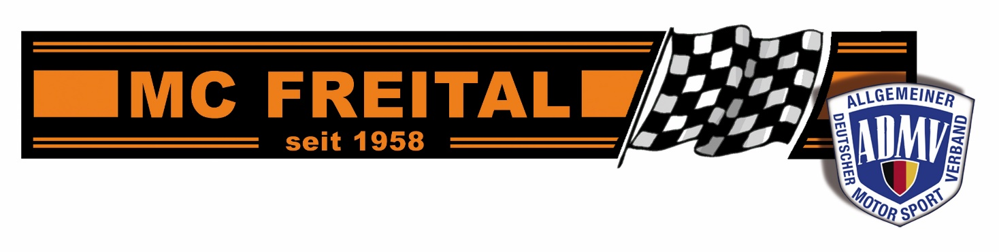 MC FREITAL
seit 1958
ALLGEMEINER
DEUTSCHER
ADMV
VERBAND
MOTOR SPORT